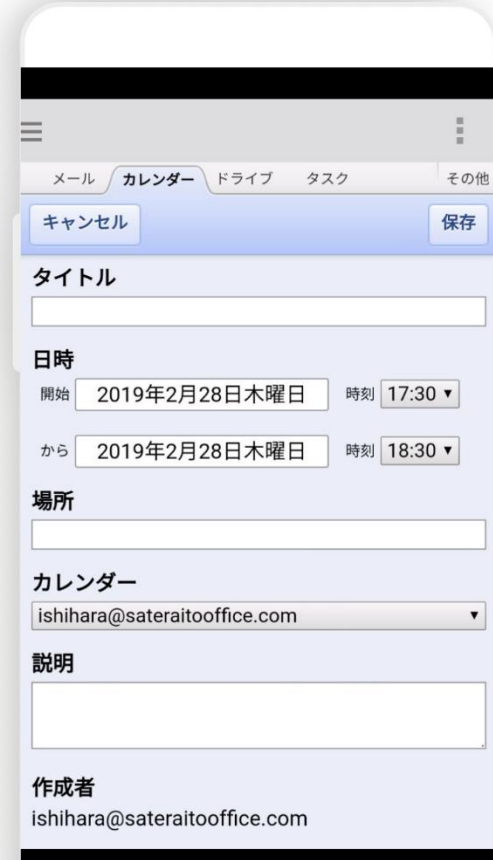 メール カレンダー ドライブ タスク その他
キャンセル 保存
タイトル
日時
開始 2019年2月28日木曜日 時刻 17:30
から 2019年2月28日木曜日 時刻 18:30
場所
カレンダー
ishihara@sateraitooffice.com
説明
作成者
ishihara@sateraitooffice.com